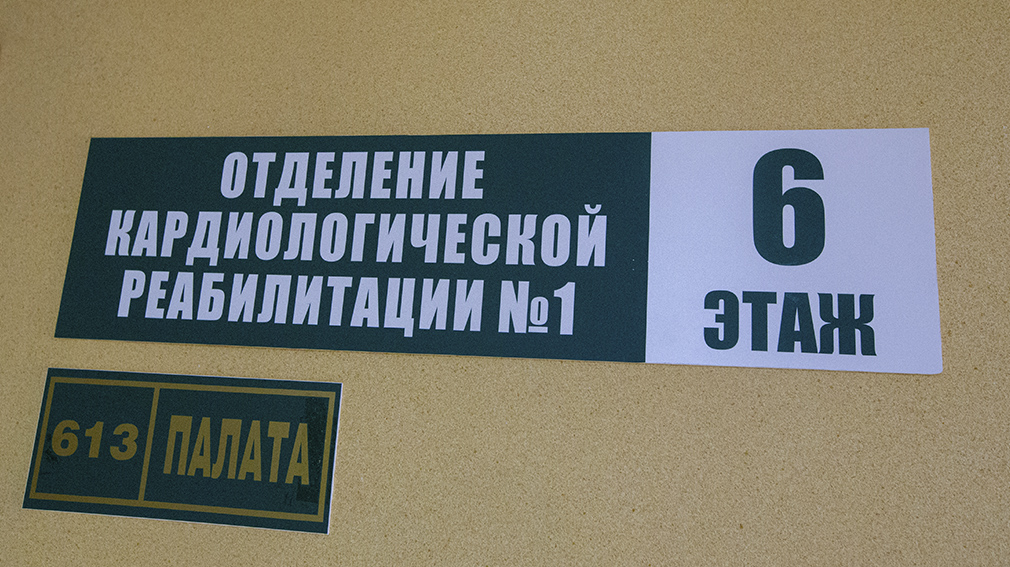 ОТДЕЛЕНИЕ
КАРДИОЛОГИЧЕСКОЙ
РЕАБИЛИТАЦИИ №1
6
ЭТАЖ
613 ПАЛАТА